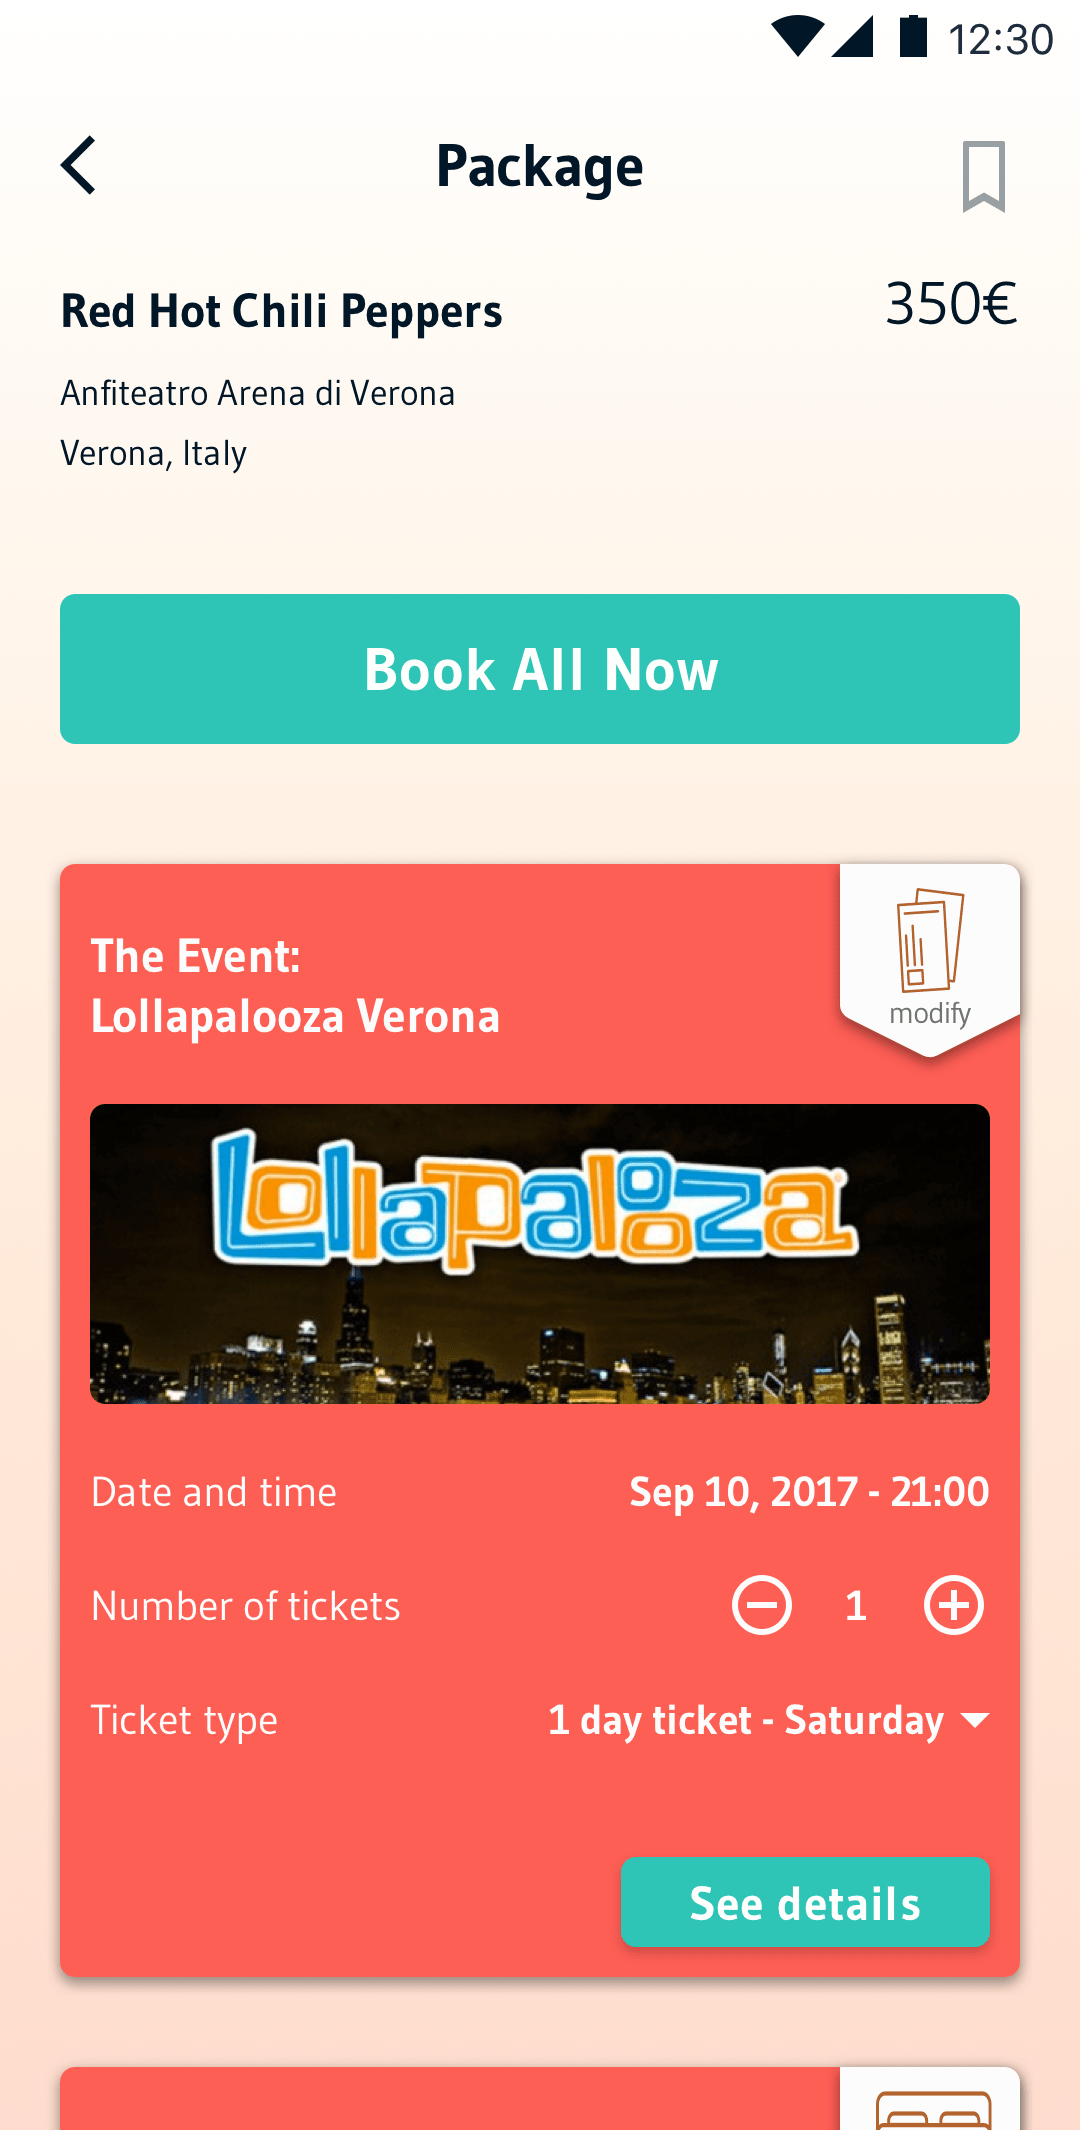 12:30
Package
Red Hot Chili Peppers
350€
Anfiteatro Arena di Verona
Verona, Italy
Book All Now
The Event:
Lollapalooza Verona
modify
Lollapalooza
Date and time
Sep 10, 2017 - 21:00
Number of tickets
1
Ticket type
1 day ticket - Saturday
See details